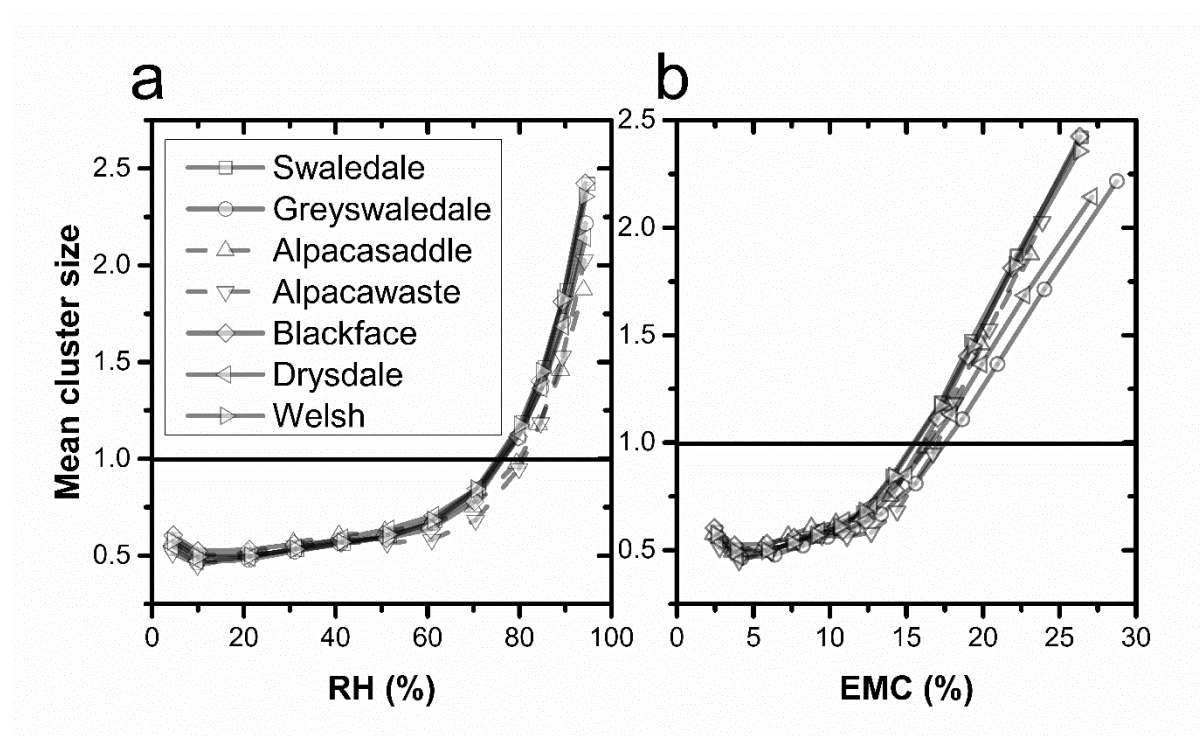 a
b
Mean cluster size
2.5
2.0
1.5
1.0
0.5
Swaledale
Greyswaledale
Alpacasaddle
Alpacawaste
Blackface
Drysdale
Welsh
0 20 40 60 80 100
RH (%)
2.5
2.0
1.5
1.0
0.5
0 5 10 15 20 25 30
EMC (%)